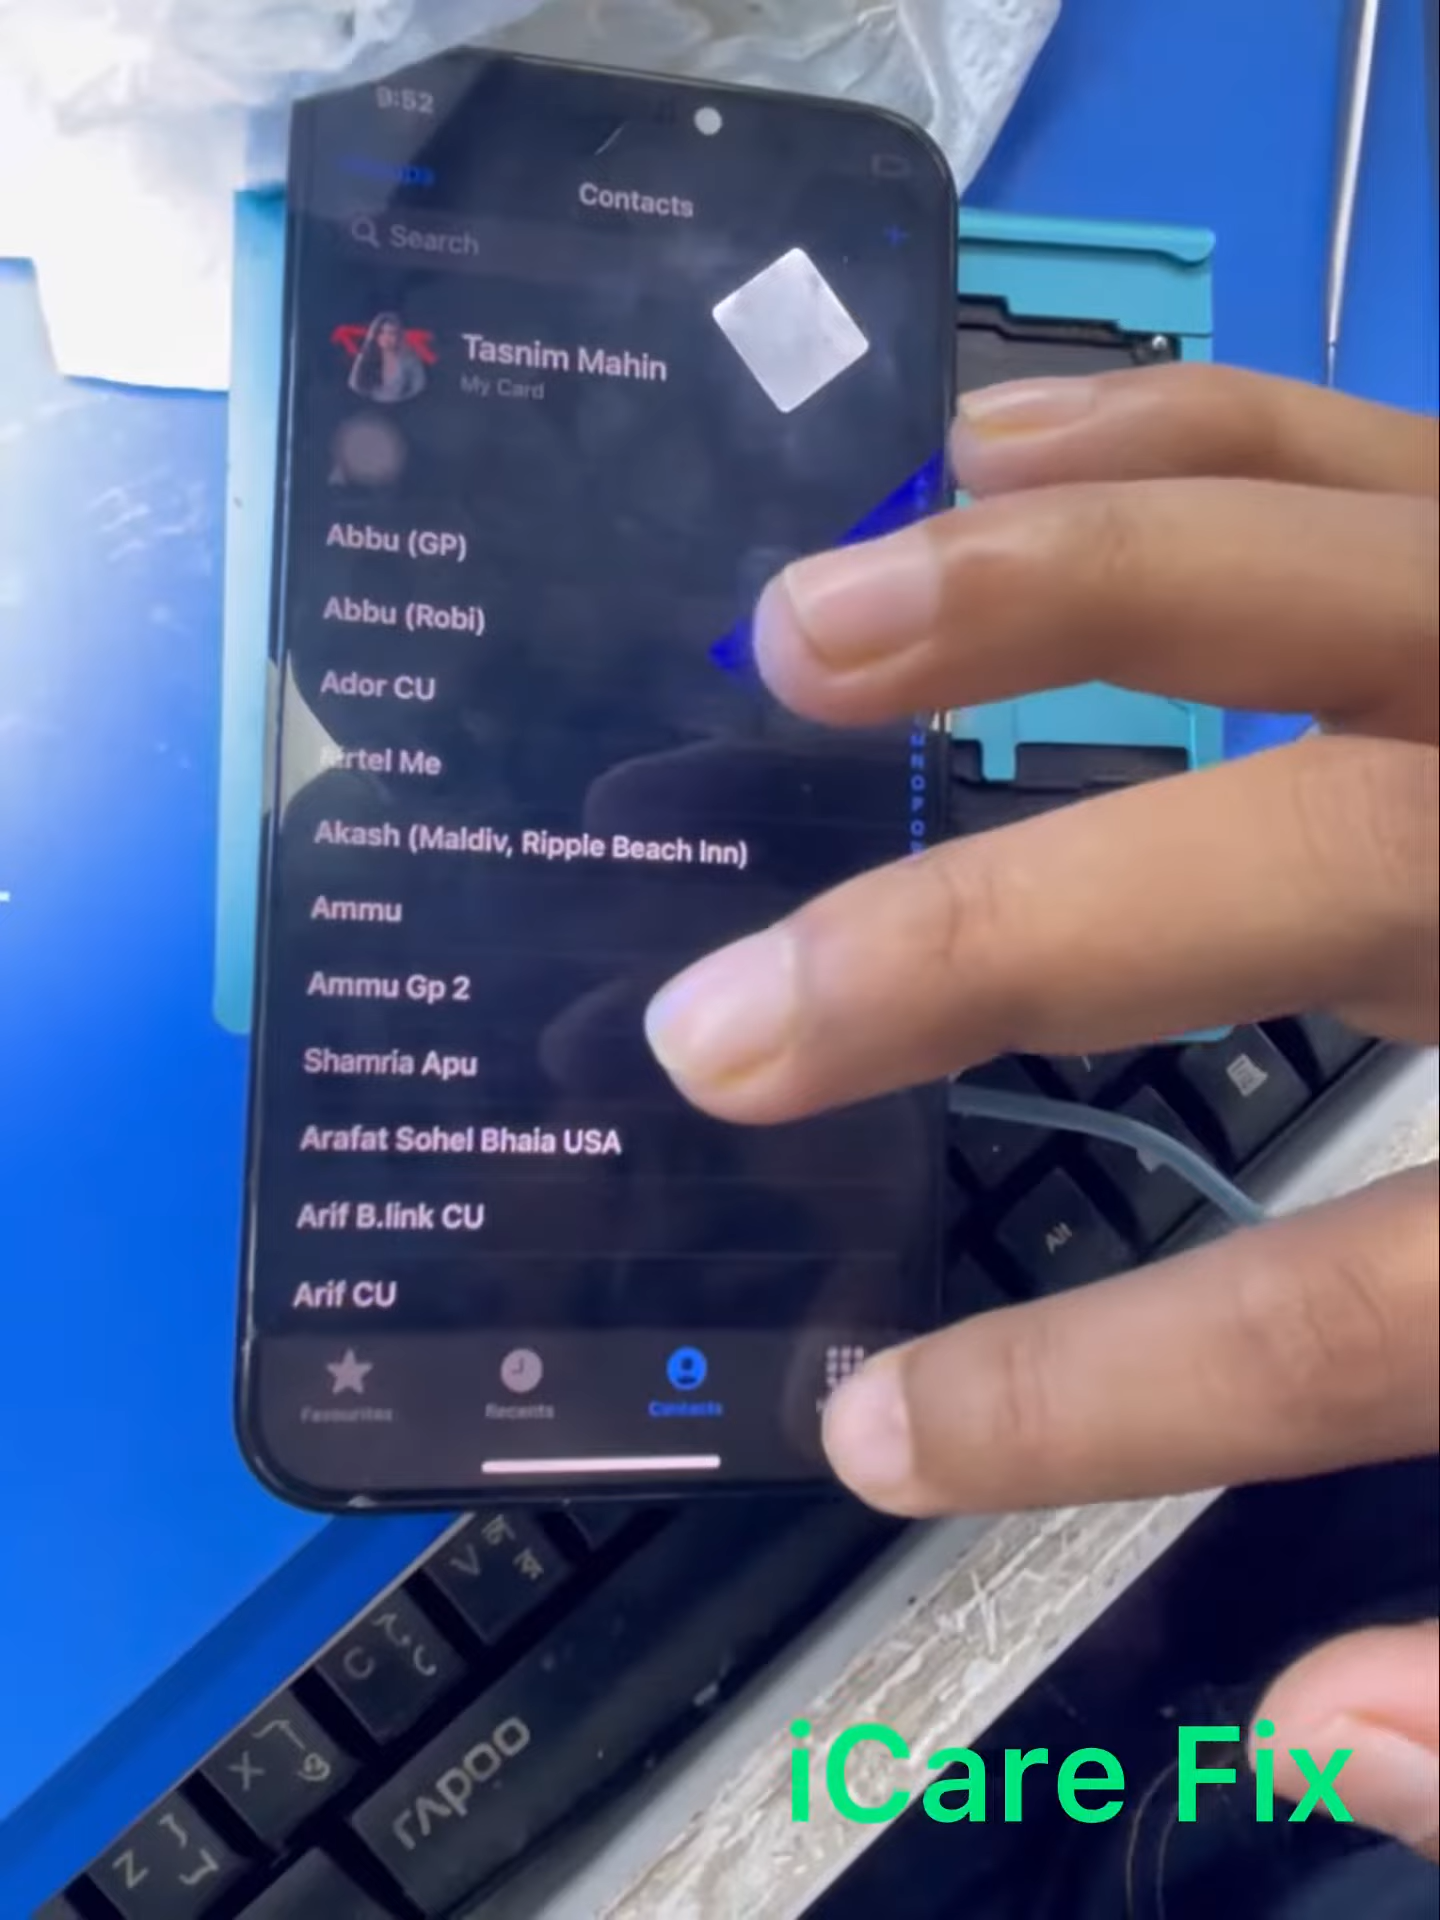 9:52
Contacts
Search
Tasnim Mahin
My Card
Abbu (GP)
Abbu (Robi)
Ador CU
Airtel Me
Akash (Maldiv, Ripple Beach Inn)
Ammu
Ammu Gp 2
Shamria Apu
Arafat Sohel Bhaia USA
Arif B.link CU
Arif CU
N
O
P
Q
Favourites
Recents
Contacts
Alt
V
C
X
Z
rapoo
iCare Fix